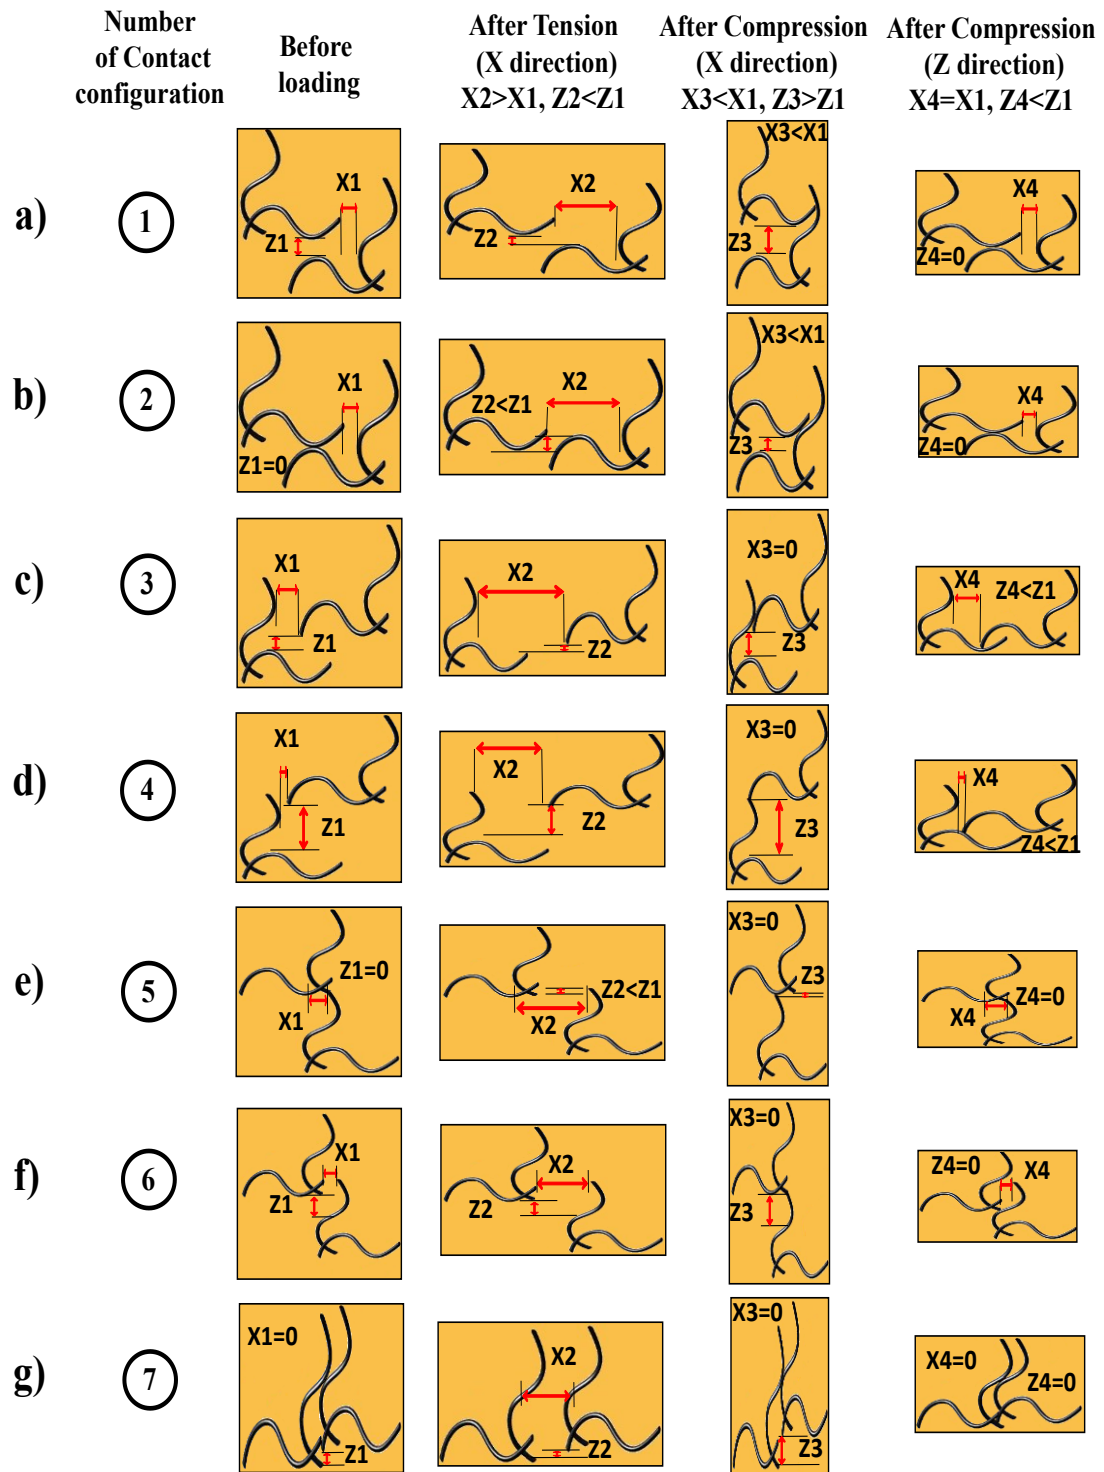 Number
of Contact
configuration
Before
loading
After Tension
(X direction)
X2>X1, Z2<Z1
After Compression
(X direction)
X3<X1, Z3>Z1
After Compression
(Z direction)
X4=X1, Z4<Z1
a)
1
X1
Z1
X2
Z2
X3<X1
Z3
X4
Z4=0
b)
2
X1
Z1=0
X2
Z2<Z1
X3<X1
Z3
X4
Z4=0
c)
3
X1
Z1
X2
Z2
X3=0
Z3
X4
Z4<Z1
d)
4
X1
Z1
X2
Z2
X3=0
Z3
X4
Z4<Z1
e)
5
Z1=0
X1
Z2<Z1
X2
X3=0
Z3
Z4=0
X4
f)
6
X1
Z1
X2
Z2
X3=0
Z3
Z4=0
X4
g)
7
X1=0
Z1
X2
Z2
X3=0
Z3
X4=0
Z4=0